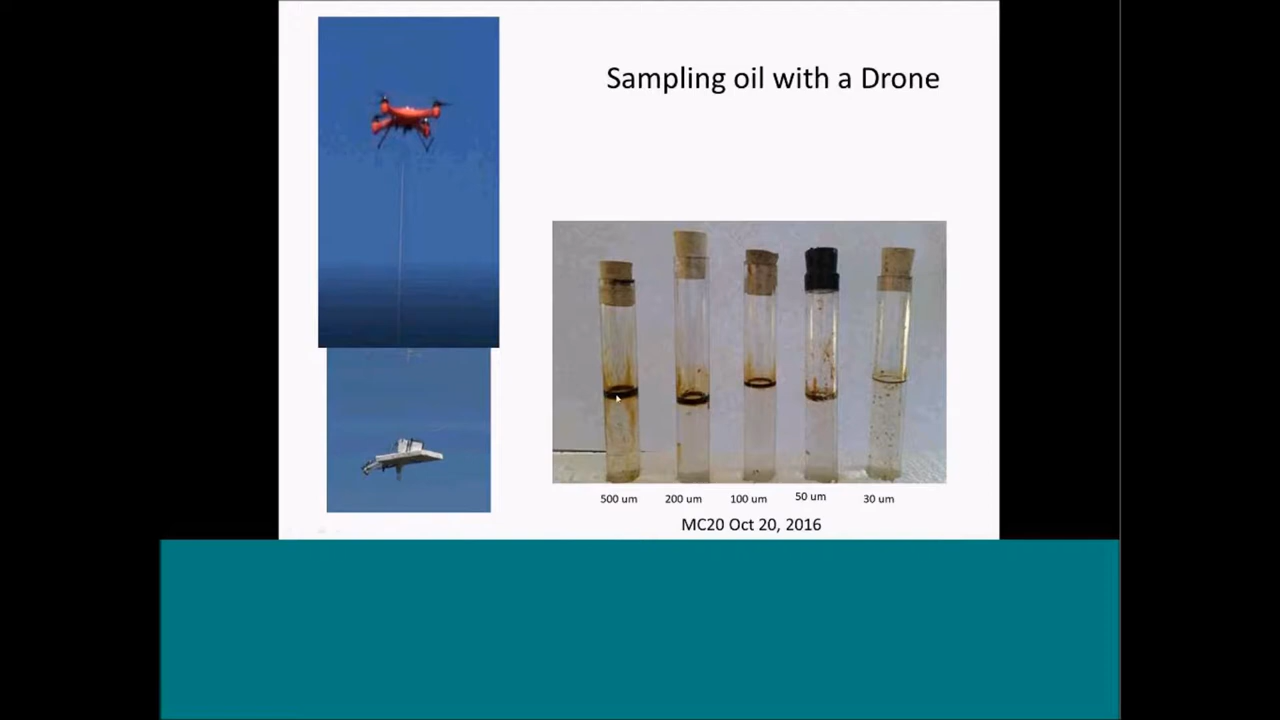 Sampling oil with a Drone
500 um
200 um
100 um
50 um
30 um
MC20 Oct 20, 2016